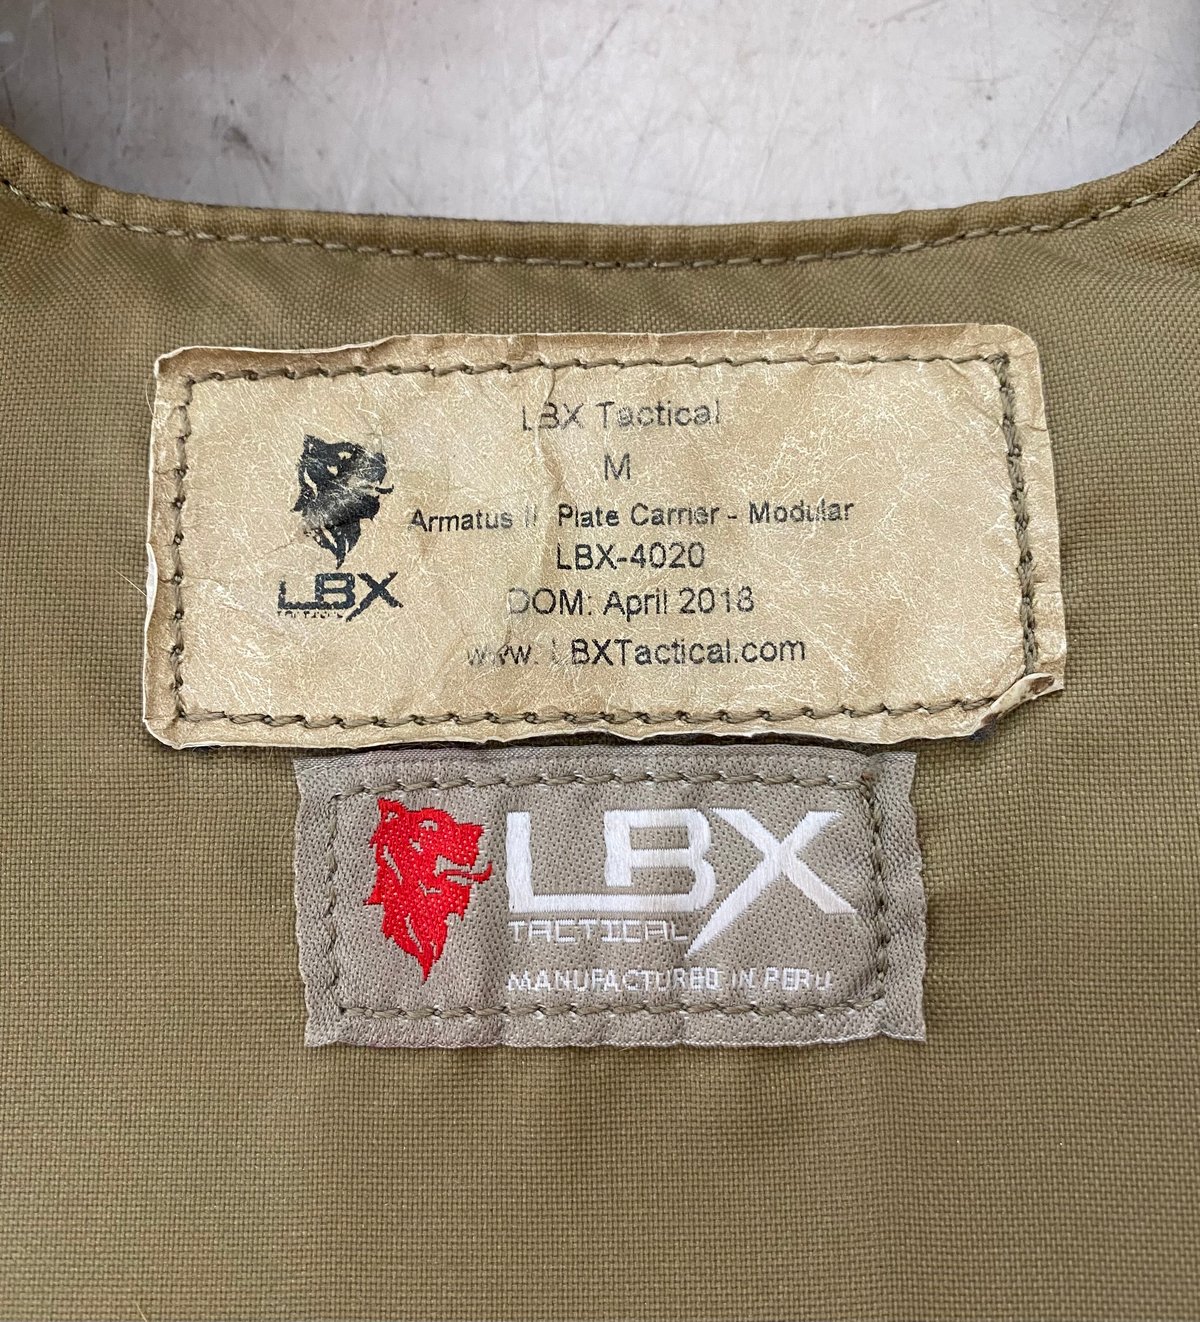 LBX Tactical
M
Armatus II Plate Carrier - Modular
LBX-4020
DOM: April 2018
www.LBXTactical.com
LBX
TACTICAL
LBX
TACTICAL
MANUFACTURED IN PERU